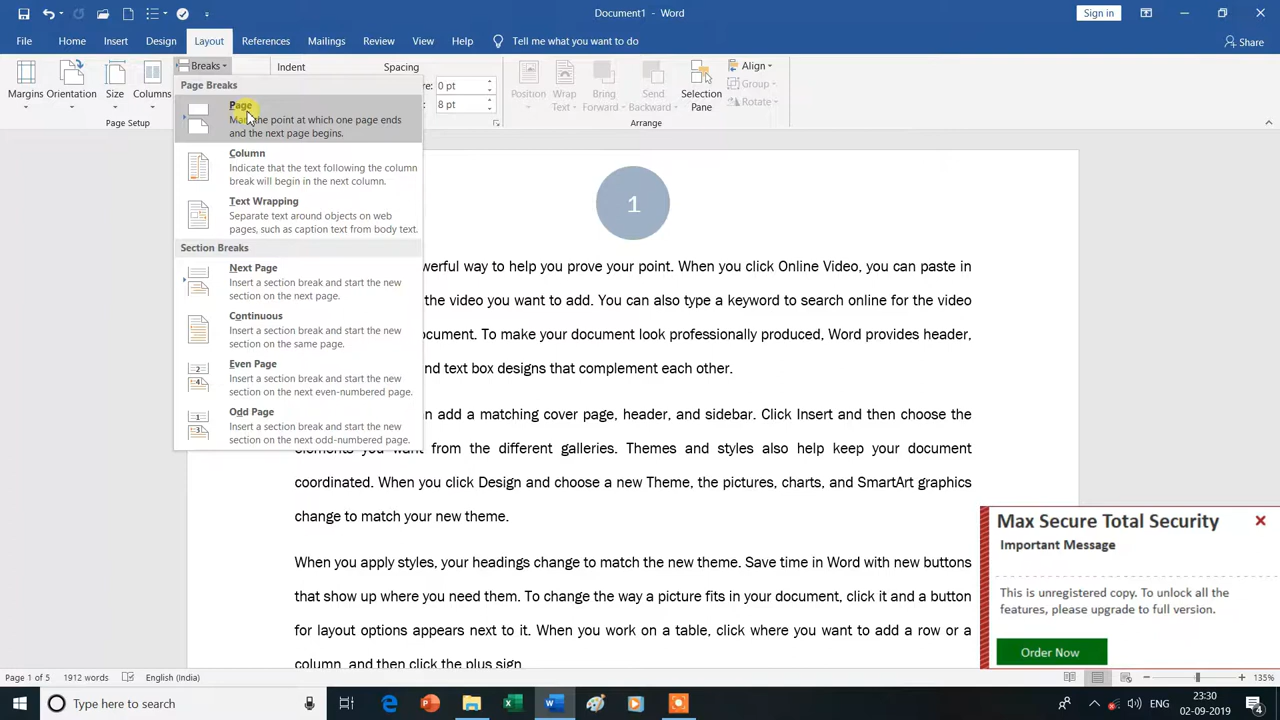 Document1 - Word
Sign in
File Home Insert Design Layout References Mailings Review View Help Tell me what you want to do
Share
Breaks
Indent
Spacing
Margins
Orientation
Size
Columns
Page Setup
0 pt
8 pt
Position
Wrap
Text
Bring
Forward
Send
Backward
Selection
Pane
Align
Group
Rotate
Arrange
Page Breaks
Page
the point at which one page ends
and the next page begins.
Column
Indicate that the text following the column
break will begin in the next column.
Text Wrapping
Separate text around objects on web
pages, such as caption text from body text.
Section Breaks
Next Page
Insert a section break and start the new
section on the next page.
Continuous
Insert a section break and start the new
section on the same page.
Even Page
Insert a section break and start the new
section on the next even-numbered page.
Odd Page
Insert a section break and start the new
section on the next odd-numbered page.
1
way to help you prove your point. When you click Online Video, you can paste in
the video you want to add. You can also type a keyword to search online for the video
To make your document look professionally produced, Word provides header,
and text box designs that complement each other.
add a matching cover page, header, and sidebar. Click Insert and then choose the
elements you want from the different galleries. Themes and styles also help keep your document
coordinated. When you click Design and choose a new Theme, the pictures, charts, and SmartArt graphics
change to match your new theme.
When you apply styles, your headings change to match the new theme. Save time in Word with new buttons
that show up where you need them. To change the way a picture fits in your document, click it and a button
for layout options appears next to it. When you work on a table, click where you want to add a row or a
column, and then click the plus sign.
Max Secure Total Security
Important Message
This is unregistered copy. To unlock all the
features, please upgrade to full version.
Order Now
Page 1 of 5 1912 words English (India)
135%
Type here to search
ENG
23:30
02-09-2019
4